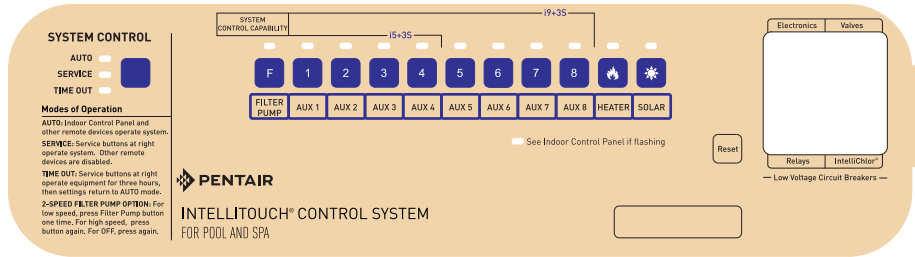 SYSTEM CONTROL
AUTO
SERVICE
TIME OUT
Modes of Operation
AUTO: Indoor Control Panel and
other remote devices operate system.
SERVICE: Service buttons at right
operate system. Other remote
devices are disabled.
TIME OUT: Service buttons at right
operate equipment for three hours,
then settings return to AUTO mode.
2-SPEED FILTER PUMP OPTION: For
low speed, press Filter Pump button
one time. For high speed, press
button again. For OFF, press again.
SYSTEM
CONTROL CAPABILITY
i5+3S
i9+3S
F 1 2 3 4 5 6 7 8
FILTER
PUMP
AUX 1 AUX 2 AUX 3 AUX 4 AUX 5 AUX 6 AUX 7 AUX 8 HEATER SOLAR
See Indoor Control Panel if flashing
Reset
PENTAIR
INTELLITOUCH® CONTROL SYSTEM
FOR POOL AND SPA
Electronics Valves
Relays IntelliChlor®
Low Voltage Circuit Breakers